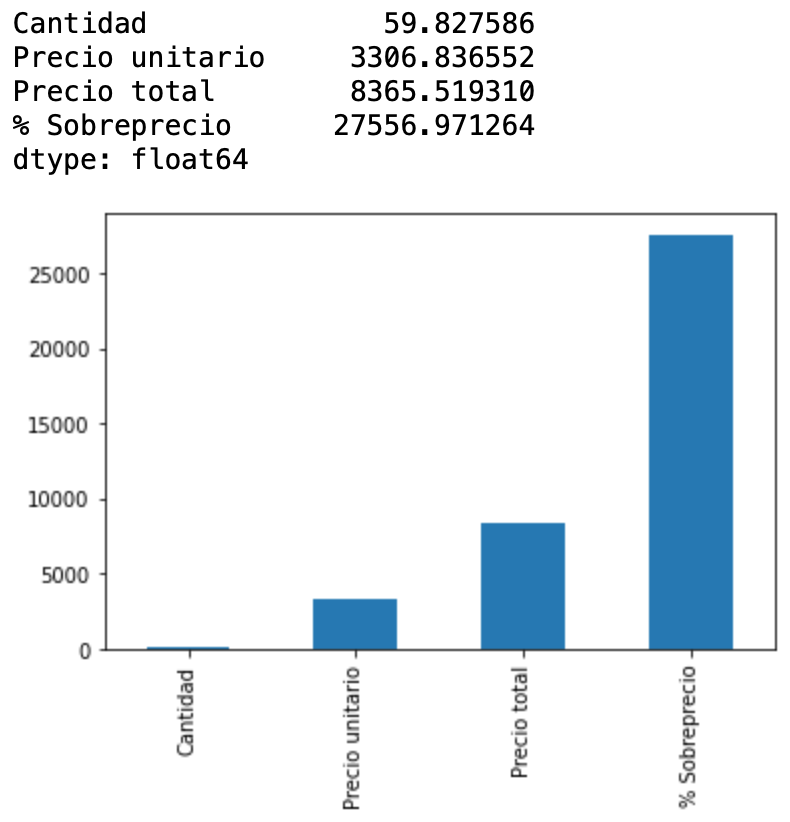 Cantidad 59.827586
Precio unitario 3306.836552
Precio total 8365.519310
% Sobreprecio 27556.971264
dtype: float64
25000
20000
15000
10000
5000
0
Cantidad
Precio unitario
Precio total
% Sobreprecio